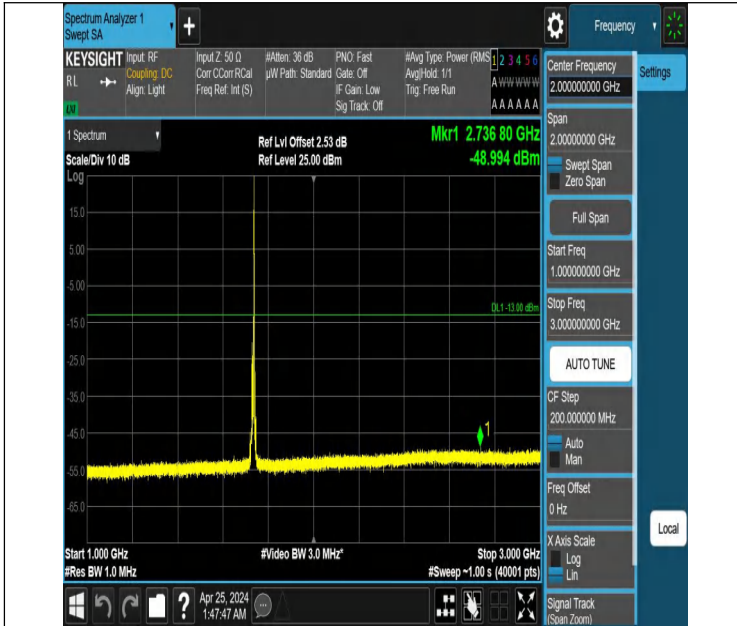 Spectrum Analyzer 1
Swept SA
+
Frequency
KEYSIGHT
RL
Input: RF
Coupling: DC
Align: Light
Input Z: 50 Ω
Corr CCorr RCal
Freq Ref: Int (S)
#Atten: 36 dB
µW Path: Standard
PNO: Fast
Gate: Off
IF Gain: Low
Sig Track: Off
#Avg Type: Power (RMS
Avg|Hold: 1/1
Trig: Free Run
1 2 3 4 5 6
A W W W W W
A A A A A A
1 Spectrum
Scale/Div 10 dB
Log
Ref Lvl Offset 2.53 dB
Ref Level 25.00 dBm
Mkr1 2.736 80 GHz
-48.994 dBm
15.0
5.00
-5.00
-15.0
-25.0
-35.0
-45.0
-55.0
-65.0
DL1 -13.00 dBm
1
Start 1.000 GHz
#Res BW 1.0 MHz
#Video BW 3.0 MHz*
Stop 3.000 GHz
#Sweep ~1.00 s (40001 pts)
Center Frequency
2.000000000 GHz
Settings
Span
2.00000000 GHz
Swept Span
Zero Span
Full Span
Start Freq
1.000000000 GHz
Stop Freq
3.000000000 GHz
AUTO TUNE
CF Step
200.000000 MHz
Auto
Man
Freq Offset
0 Hz
X Axis Scale
Log
Lin
Local
Signal Track
(Span Zoom)
?
Apr 25, 2024
1:47:47 AM